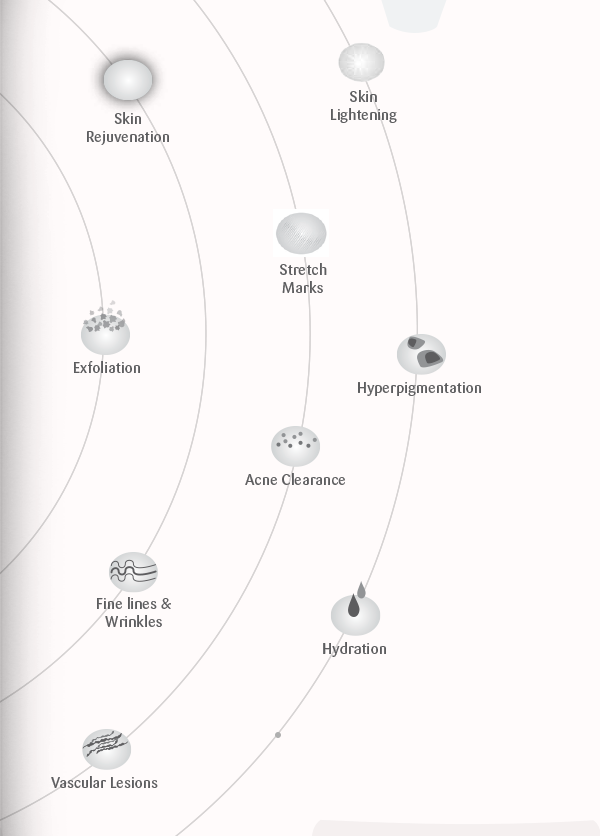 Skin
Lightening
Skin
Rejuvenation
Stretch
Marks
Exfoliation
Hyperpigmentation
Acne Clearance
Fine lines &
Wrinkles
Hydration
Vascular Lesions